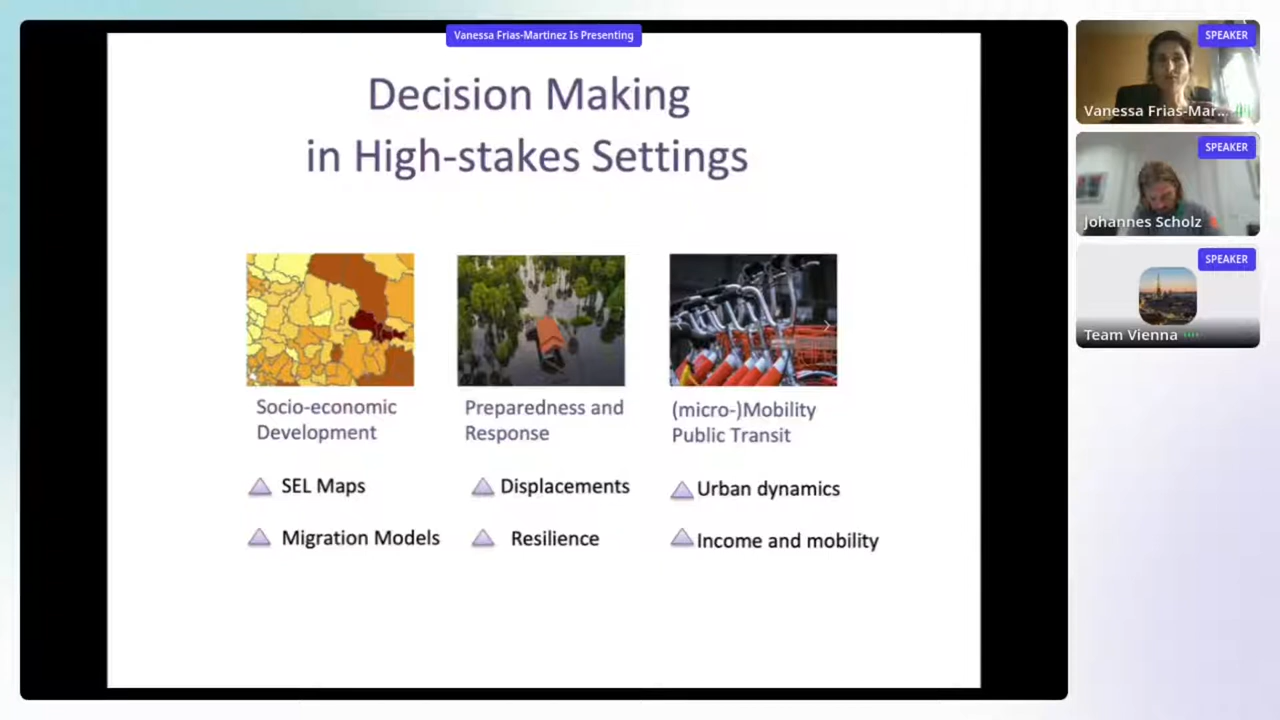 Vanessa Frias-Martinez Is Presenting
Decision Making
in High-stakes Settings
Socio-economic
Development
SEL Maps
Migration Models
Preparedness and
Response
Displacements
Resilience
(micro-)Mobility
Public Transit
Urban dynamics
Income and mobility
SPEAKER
Vanessa Frias-Mar...
SPEAKER
Johannes Scholz
SPEAKER
Team Vienna